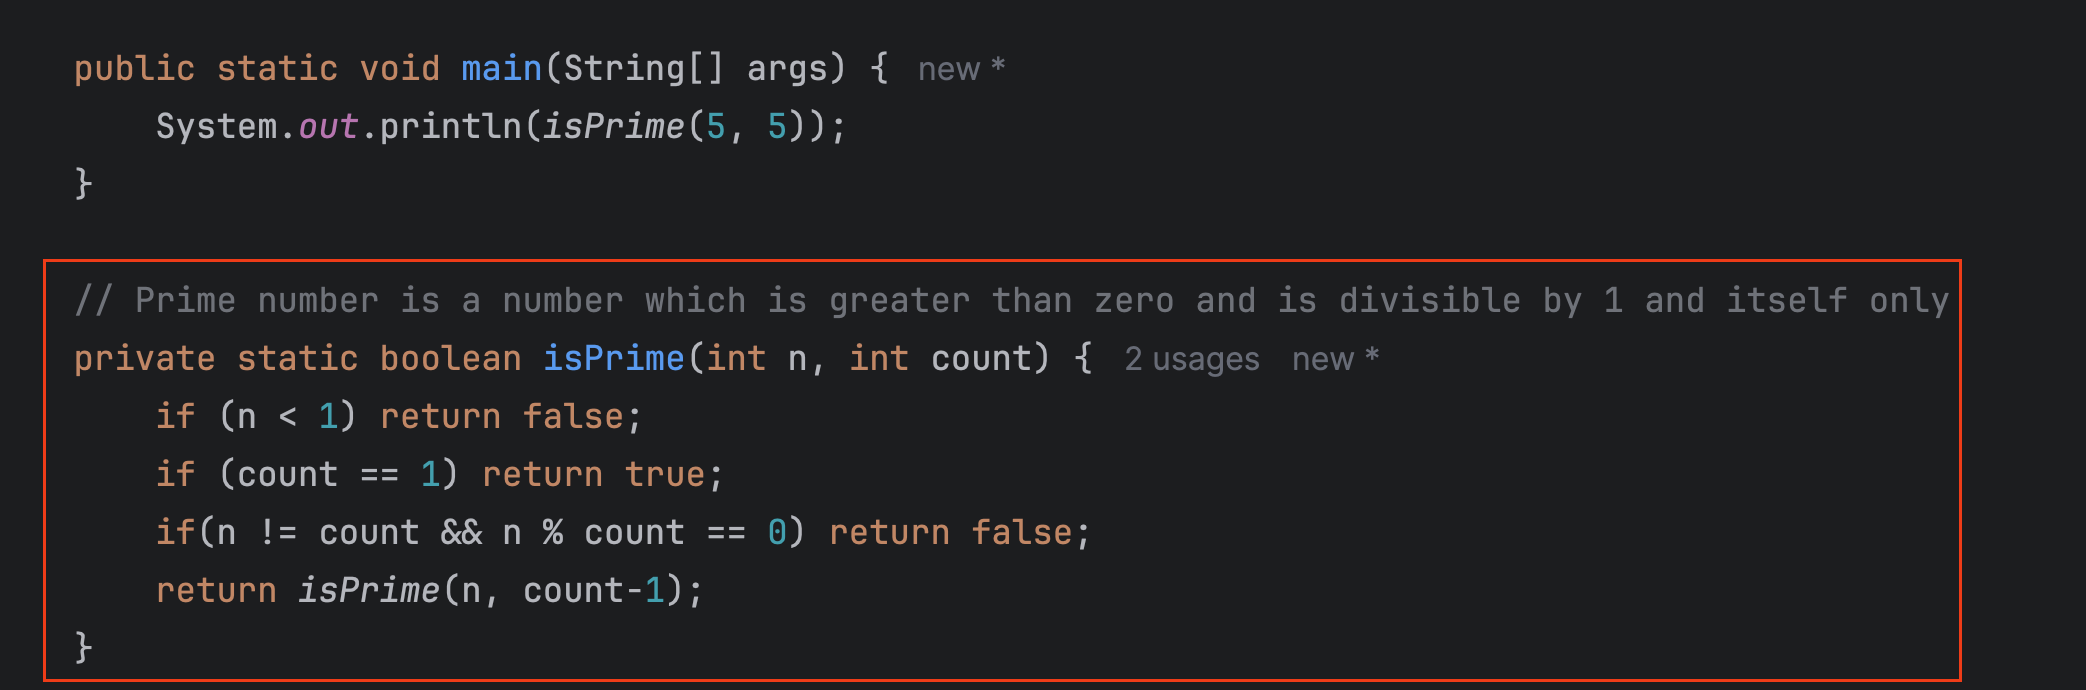 public static void main(String[] args) { new *
    System.out.println(isPrime(5, 5));
}
// Prime number is a number which is greater than zero and is divisible by 1 and itself only
private static boolean isPrime(int n, int count) { 2 usages new *
    if (n < 1) return false;
    if (count == 1) return true;
    if(n != count && n % count == 0) return false;
    return isPrime(n, count-1);
}